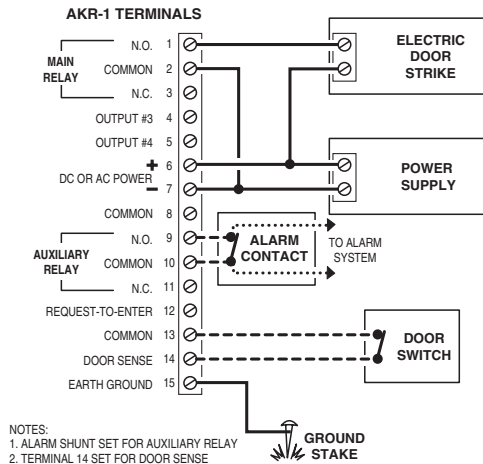 AKR-1 TERMINALS
MAIN
RELAY
N.O. 1
COMMON 2
N.C. 3
OUTPUT #3 4
OUTPUT #4 5
+ 6
DC OR AC POWER
– 7
COMMON 8
AUXILIARY
RELAY
N.O. 9
COMMON 10
N.C. 11
REQUEST-TO-ENTER 12
COMMON 13
DOOR SENSE 14
EARTH GROUND 15
ELECTRIC
DOOR
STRIKE
POWER
SUPPLY
ALARM
CONTACT
TO ALARM
SYSTEM
DOOR
SWITCH
GROUND
STAKE
NOTES:
1. ALARM SHUNT SET FOR AUXILIARY RELAY
2. TERMINAL 14 SET FOR DOOR SENSE